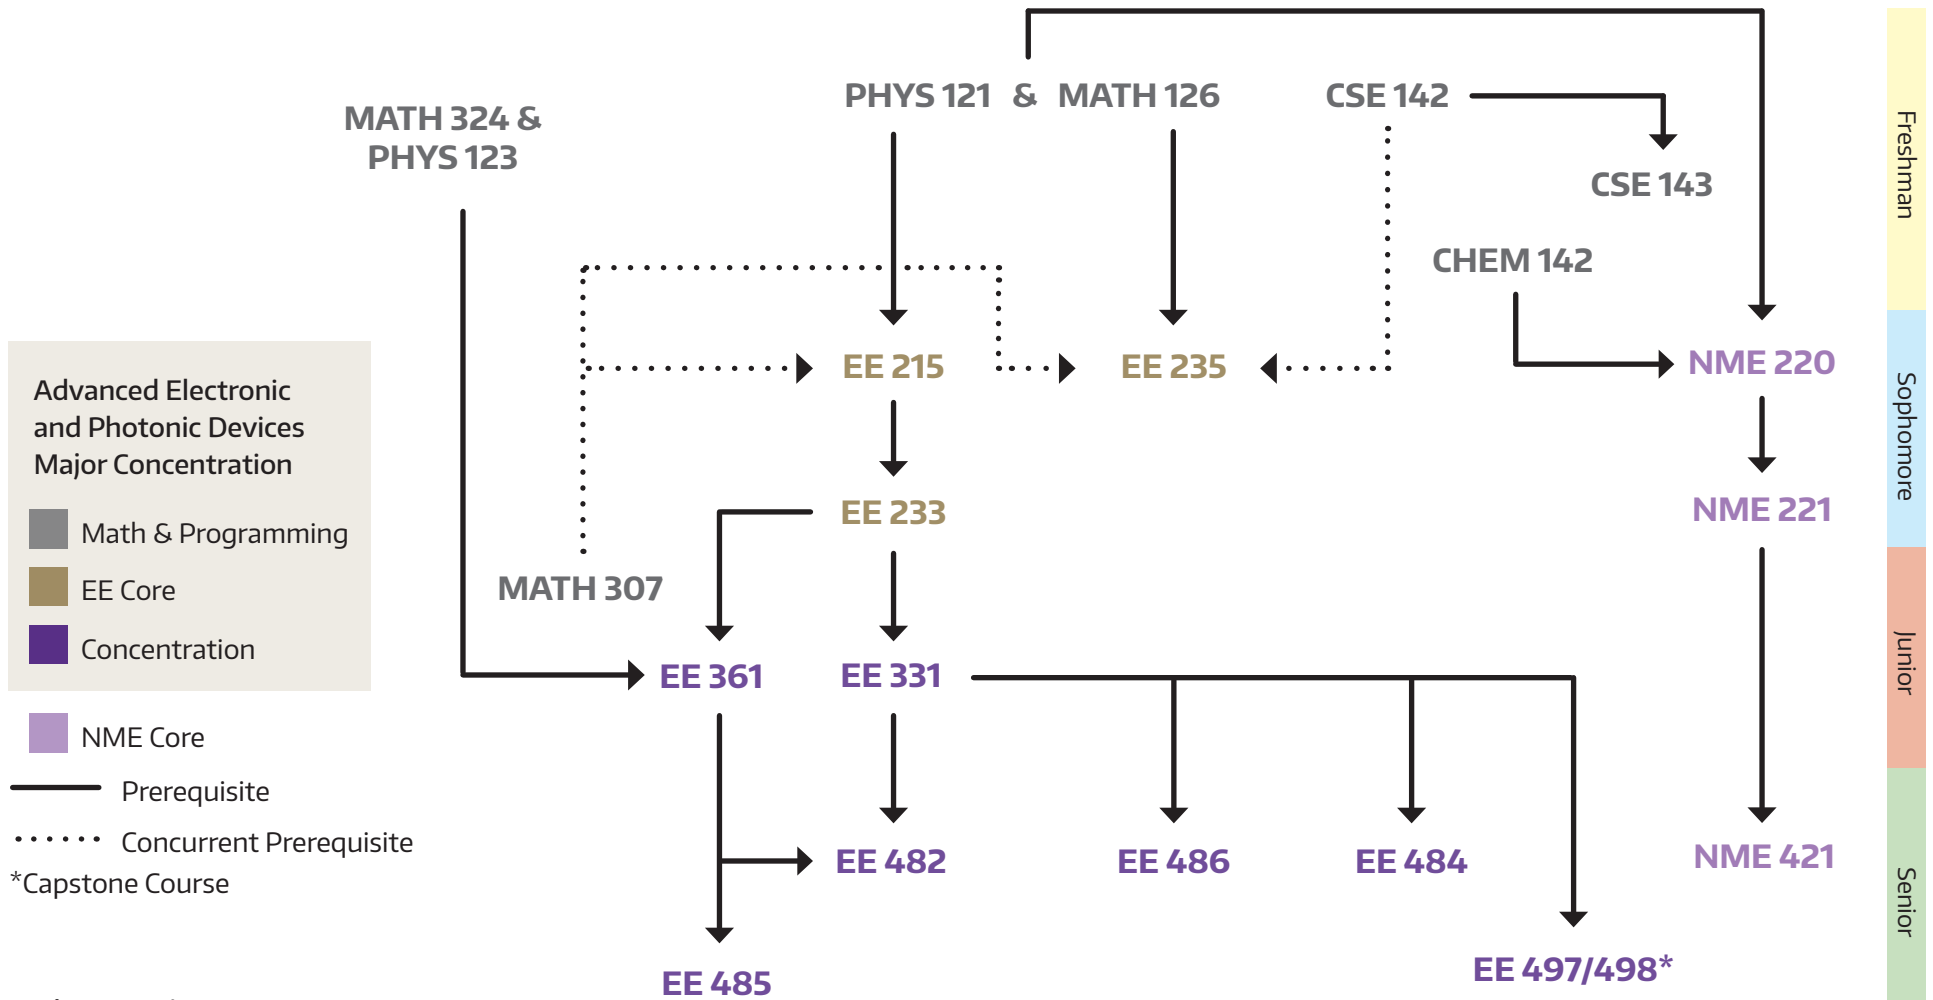 PHYS 121 & MATH 126
CSE 142
MATH 324 &
PHYS 123
CSE 143
CHEM 142
EE 215
EE 235
NME 220
EE 233
NME 221
MATH 307
EE 361
EE 331
EE 482
EE 486
EE 484
NME 421
EE 485
EE 497/498*
Advanced Electronic
and Photonic Devices
Major Concentration
Math & Programming
EE Core
Concentration
NME Core
Prerequisite
Concurrent Prerequisite
*Capstone Course
Freshman
Sophomore
Junior
Senior